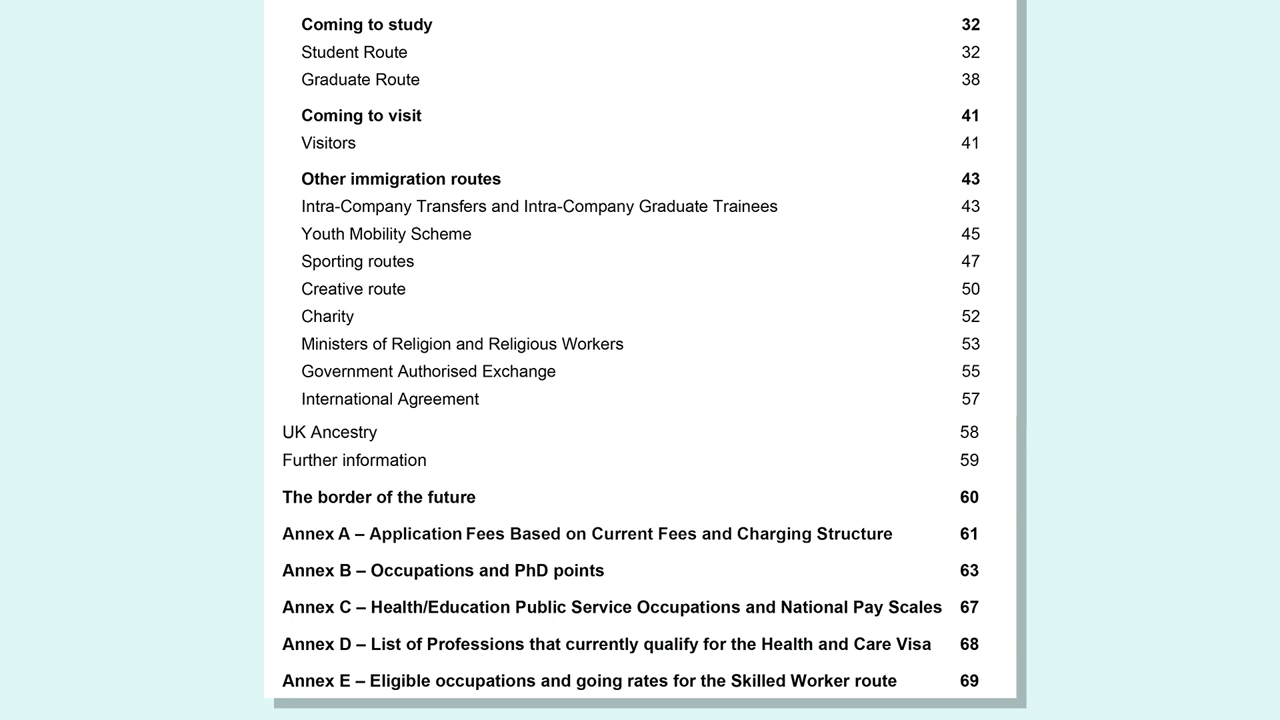 Coming to study 32
Student Route 32
Graduate Route 38
Coming to visit 41
Visitors 41
Other immigration routes 43
Intra-Company Transfers and Intra-Company Graduate Trainees 43
Youth Mobility Scheme 45
Sporting routes 47
Creative route 50
Charity 52
Ministers of Religion and Religious Workers 53
Government Authorised Exchange 55
International Agreement 57
UK Ancestry 58
Further information 59
The border of the future 60
Annex A – Application Fees Based on Current Fees and Charging Structure 61
Annex B – Occupations and PhD points 63
Annex C – Health/Education Public Service Occupations and National Pay Scales 67
Annex D – List of Professions that currently qualify for the Health and Care Visa 68
Annex E – Eligible occupations and going rates for the Skilled Worker route 69